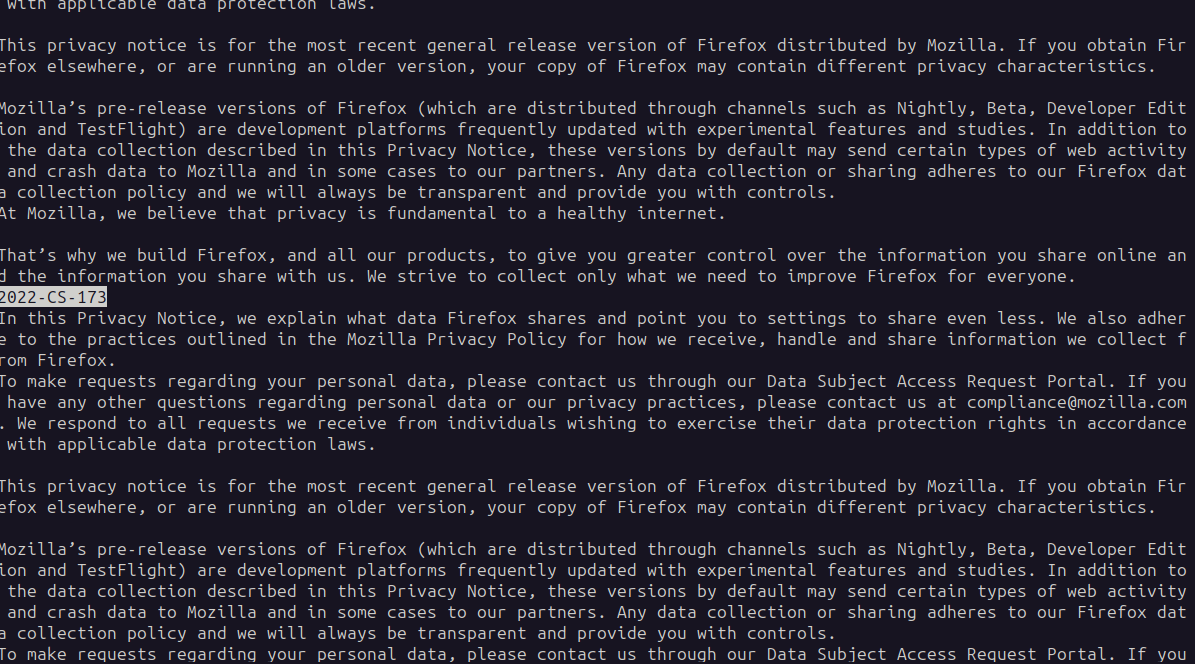 with applicable data protection laws.
This privacy notice is for the most recent general release version of Firefox distributed by Mozilla. If you obtain Fir
efox elsewhere, or are running an older version, your copy of Firefox may contain different privacy characteristics.
Mozilla’s pre-release versions of Firefox (which are distributed through channels such as Nightly, Beta, Developer Edit
ion and TestFlight) are development platforms frequently updated with experimental features and studies. In addition to
the data collection described in this Privacy Notice, these versions by default may send certain types of web activity
and crash data to Mozilla and in some cases to our partners. Any data collection or sharing adheres to our Firefox dat
a collection policy and we will always be transparent and provide you with controls.
At Mozilla, we believe that privacy is fundamental to a healthy internet.
That’s why we build Firefox, and all our products, to give you greater control over the information you share online an
d the information you share with us. We strive to collect only what we need to improve Firefox for everyone.
2022-CS-173
In this Privacy Notice, we explain what data Firefox shares and point you to settings to share even less. We also adher
e to the practices outlined in the Mozilla Privacy Policy for how we receive, handle and share information we collect f
rom Firefox.
To make requests regarding your personal data, please contact us through our Data Subject Access Request Portal. If you
have any other questions regarding personal data or our privacy practices, please contact us at compliance@mozilla.com
. We respond to all requests we receive from individuals wishing to exercise their data protection rights in accordance
with applicable data protection laws.
This privacy notice is for the most recent general release version of Firefox distributed by Mozilla. If you obtain Fir
efox elsewhere, or are running an older version, your copy of Firefox may contain different privacy characteristics.
Mozilla’s pre-release versions of Firefox (which are distributed through channels such as Nightly, Beta, Developer Edit
ion and TestFlight) are development platforms frequently updated with experimental features and studies. In addition to
the data collection described in this Privacy Notice, these versions by default may send certain types of web activity
and crash data to Mozilla and in some cases to our partners. Any data collection or sharing adheres to our Firefox dat
a collection policy and we will always be transparent and provide you with controls.
To make requests regarding your personal data, please contact us through our Data Subject Access Request Portal. If you